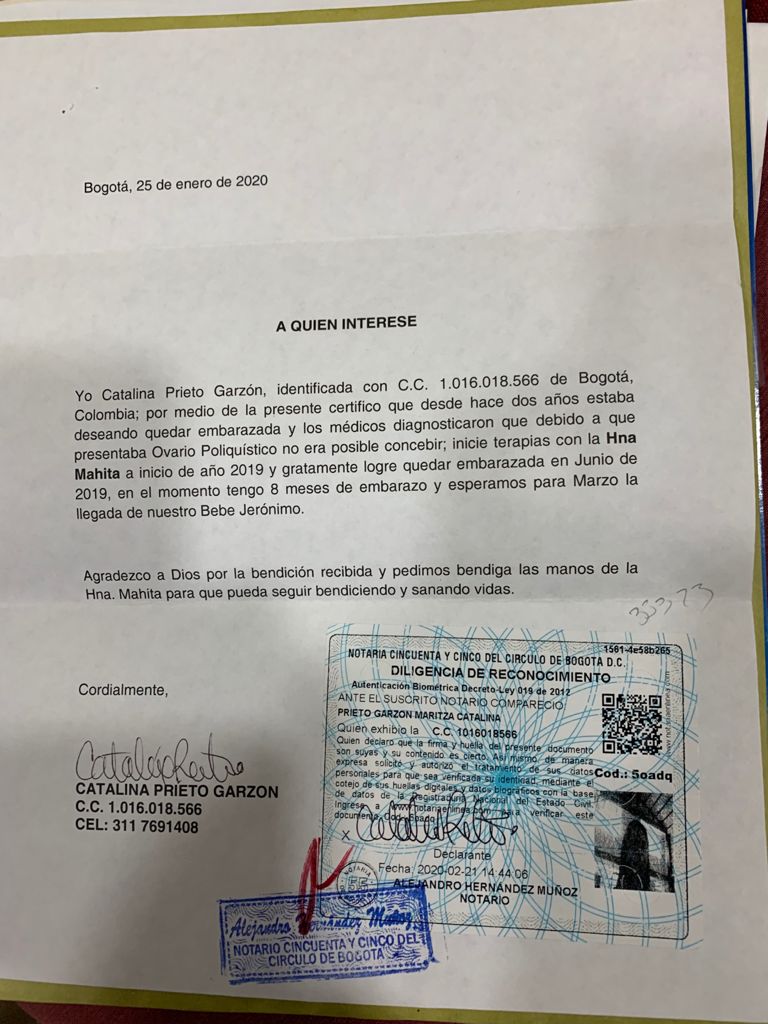 Bogotá, 25 de enero de 2020
A QUIEN INTERESE
Yo Catalina Prieto Garzón, identificada con C.C. 1.016.018.566 de Bogotá,
Colombia; por medio de la presente certifico que desde hace dos años estaba
deseando quedar embarazada y los médicos diagnosticaron que debido a que
presentaba Ovario Poliquístico no era posible concebir; inicie terapias con la Hna
Mahita a inicio de año 2019 y gratamente logre quedar embarazada en Junio de
2019, en el momento tengo 8 meses de embarazo y esperamos para Marzo la
llegada de nuestro Bebe Jerónimo.
Agradezco a Dios por la bendición recibida y pedimos bendiga las manos de la
Hna. Mahita para que pueda seguir bendiciendo y sanando vidas.
Cordialmente,
CATALINA PRIETO GARZON
C.C. 1.016.018.566
CEL: 311 7691408
1581-4e58b265
NOTARIA CINCUENTA Y CINCO DEL CIRCULO DE BOGOTA D.C.
DILIGENCIA DE RECONOCIMIENTO
Autenticación Biométrica Decreto-Ley 019 de 2012
ANTE EL SUSCRITO NOTARIO COMPARECIO:
PRIETO GARZON MARITZA CATALINA
Quien exhibio la C.C. 1016018566
Quien declaro que la firma y huella del presente documento
son suyas y su contenido es cierto. Así mismo de manera
expresa solicitó y autorizó el tratamiento de sus datos
personales para que sea verificada su identidad, mediante el
cotejo de sus huellas digitales y datos biográficos con la base
de datos de la Registraduría Nacional del Estado Civil.
Ingrese a www.notariaenlinea.com para verificar este
documento. Cod.: 5oadq
Cod.: 5oadq
X
Declarante
Fecha: 2020-02-21 14:44:06
ALEJANDRO HERNÁNDEZ MUÑOZ
NOTARIO
NOTARIA
55
Alejandro Hernández Muñoz
NOTARIO CINCUENTA Y CINCO DEL
CIRCULO DE BOGOTA